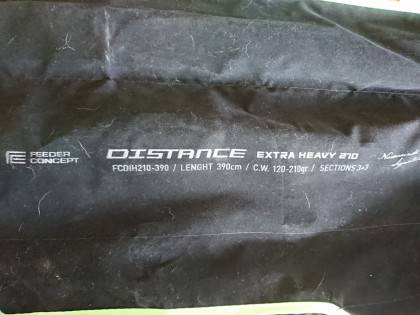 FEEDER
CONCEPT
DISTANCE EXTRA HEAVY 210
FCDIH210-390 / LENGHT 390cm / C.W. 120-210gr / SECTIONS 3+3